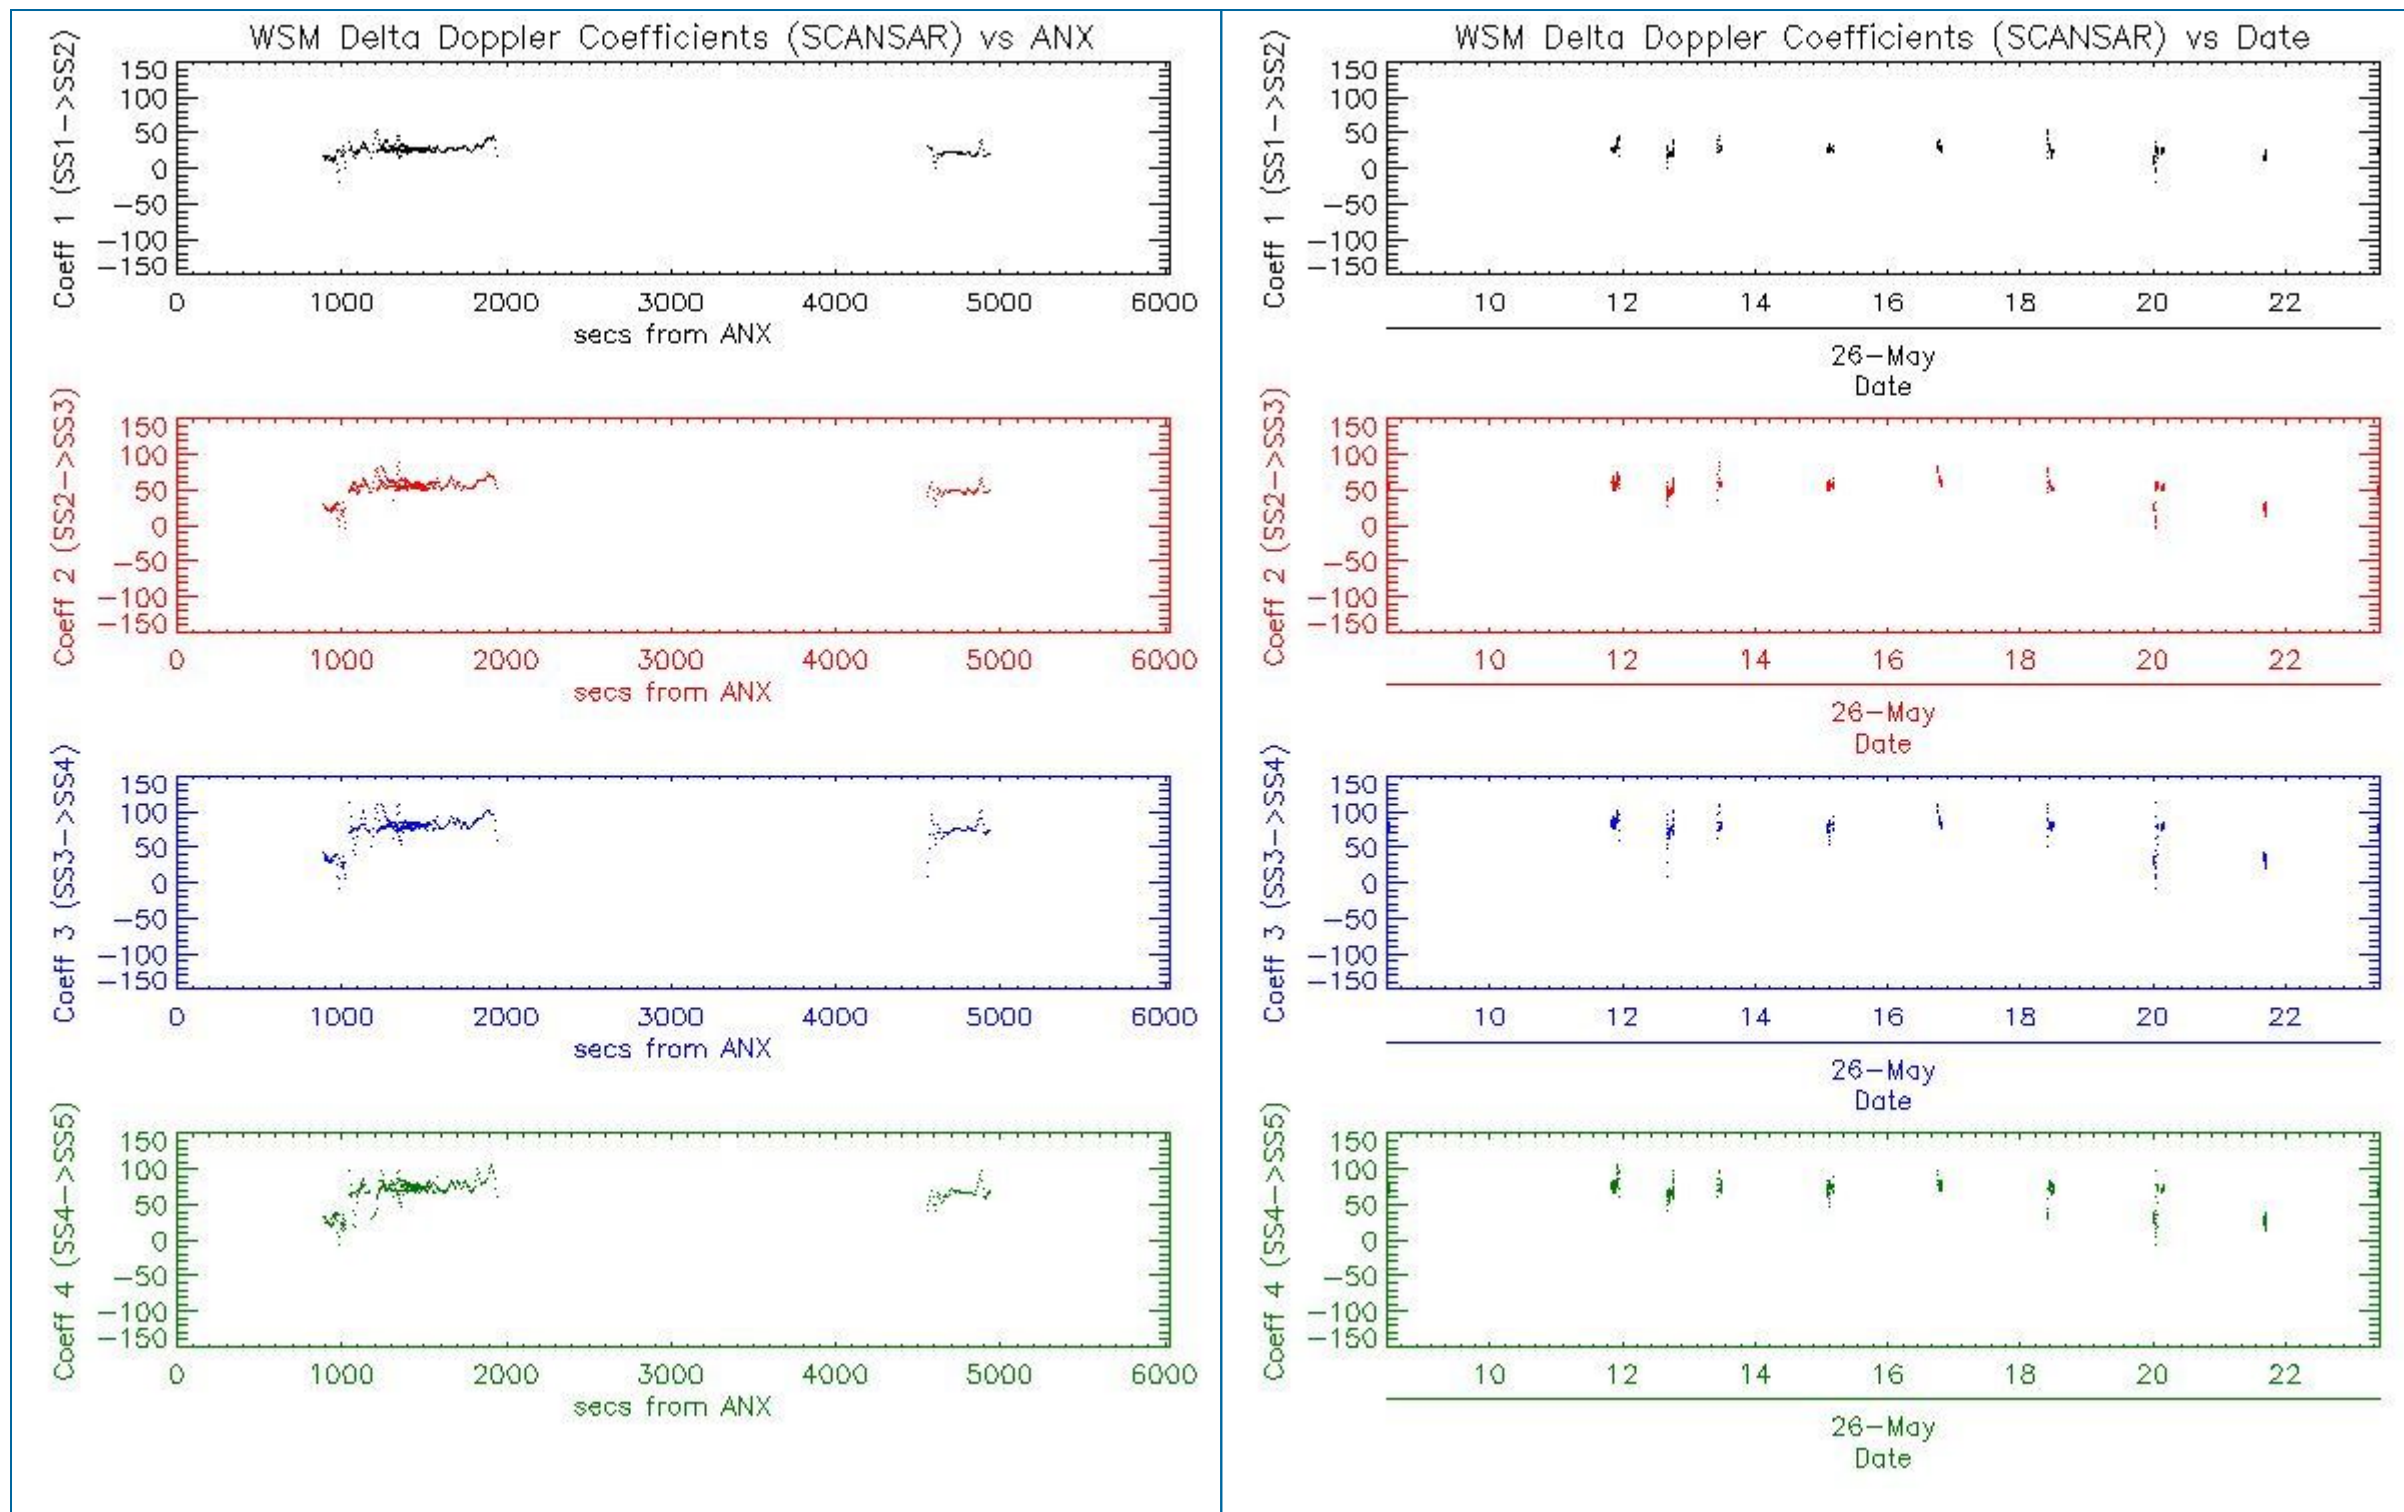 WSM Delta Doppler Coefficients (SCANSAR) vs ANX
Coeff 1 (SS1->SS2)
150
100
50
0
-50
-100
-150
0 1000 2000 3000 4000 5000 6000
secs from ANX
Coeff 2 (SS2->SS3)
150
100
50
0
-50
-100
-150
0 1000 2000 3000 4000 5000 6000
secs from ANX
Coeff 3 (SS3->SS4)
150
100
50
0
-50
-100
-150
0 1000 2000 3000 4000 5000 6000
secs from ANX
Coeff 4 (SS4->SS5)
150
100
50
0
-50
-100
-150
0 1000 2000 3000 4000 5000 6000
secs from ANX
WSM Delta Doppler Coefficients (SCANSAR) vs Date
Coeff 1 (SS1->SS2)
150
100
50
0
-50
-100
-150
10 12 14 16 18 20 22
26-May
Date
Coeff 2 (SS2->SS3)
150
100
50
0
-50
-100
-150
10 12 14 16 18 20 22
26-May
Date
Coeff 3 (SS3->SS4)
150
100
50
0
-50
-100
-150
10 12 14 16 18 20 22
26-May
Date
Coeff 4 (SS4->SS5)
150
100
50
0
-50
-100
-150
10 12 14 16 18 20 22
26-May
Date